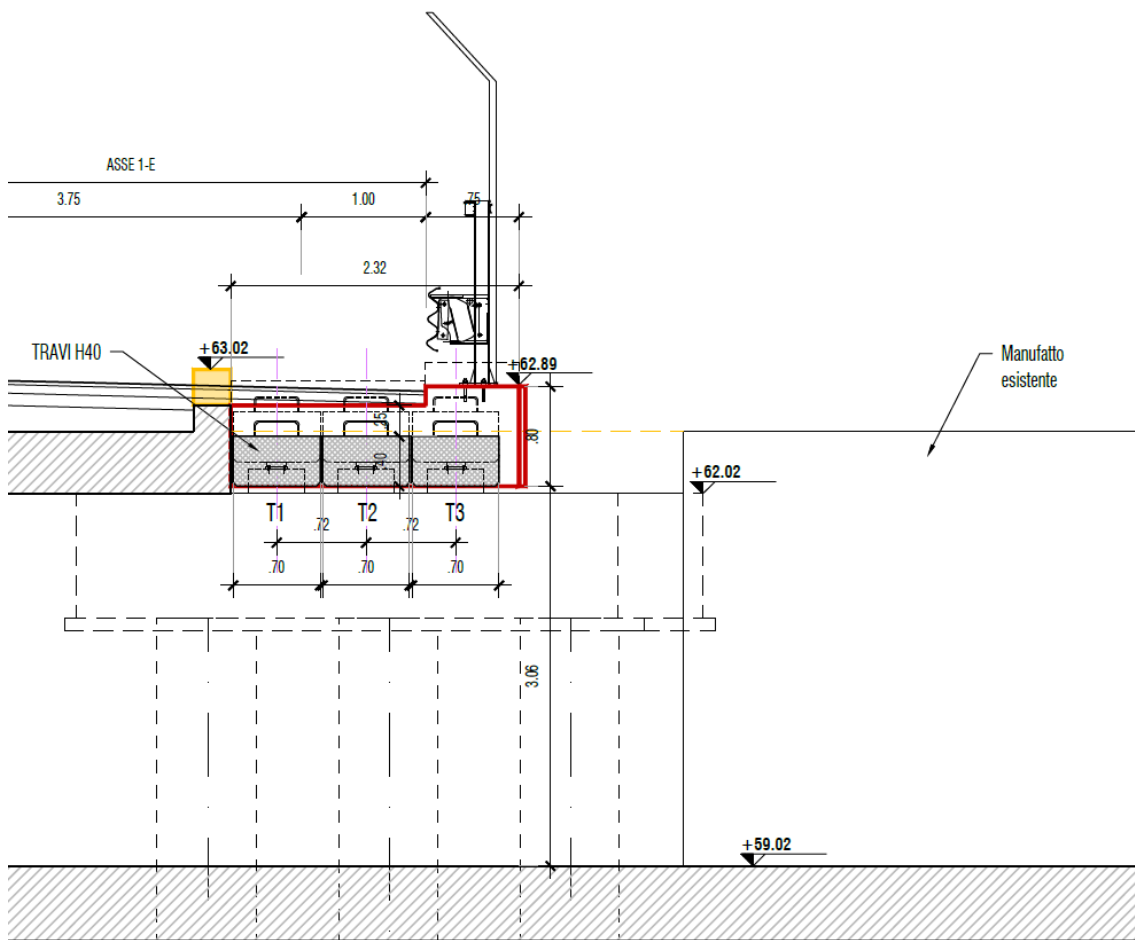 ASSE 1-E
3.75 1.00 .75
2.32
+63.02
TRAVI H40
+62.89
Manufatto
esistente
.25
.80
.40
+62.02
T1 T2 T3
.72 .72
.70 .70 .70
3.06
+59.02